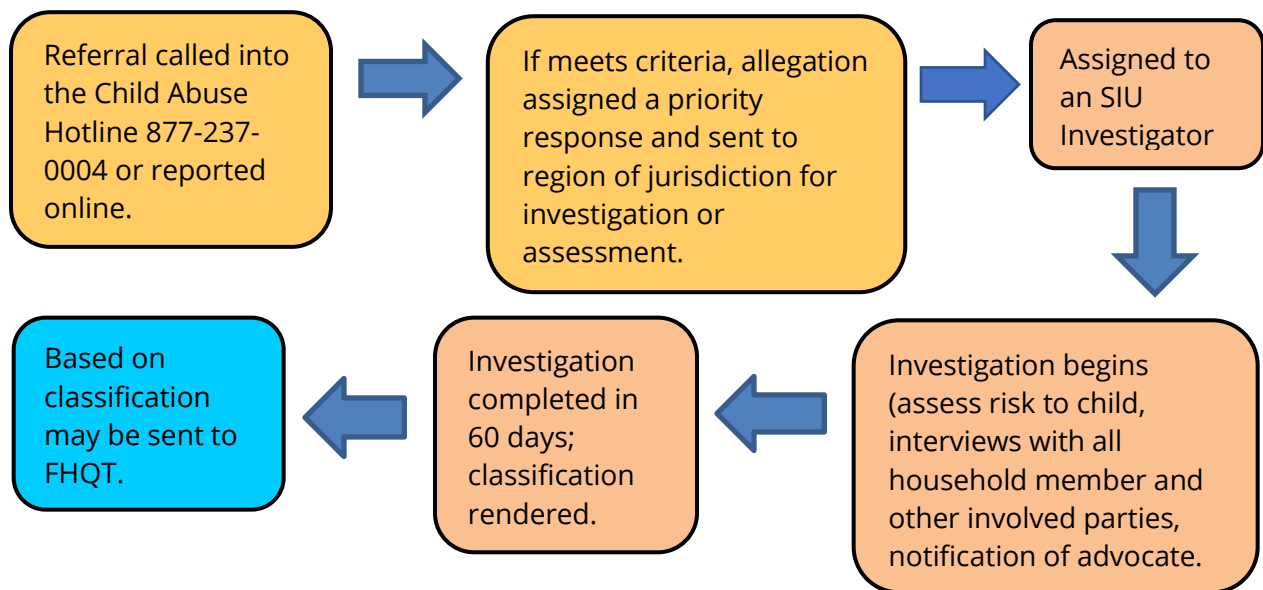 Referral called into
the Child Abuse
Hotline 877-237-
0004 or reported
online.
If meets criteria, allegation
assigned a priority
response and sent to
region of jurisdiction for
investigation or
assessment.
Assigned to
an SIU
Investigator
Investigation begins
(assess risk to child,
interviews with all
household member and
other involved parties,
notification of advocate.
Investigation
completed in
60 days;
classification
rendered.
Based on
classification
may be sent to
FHQT.